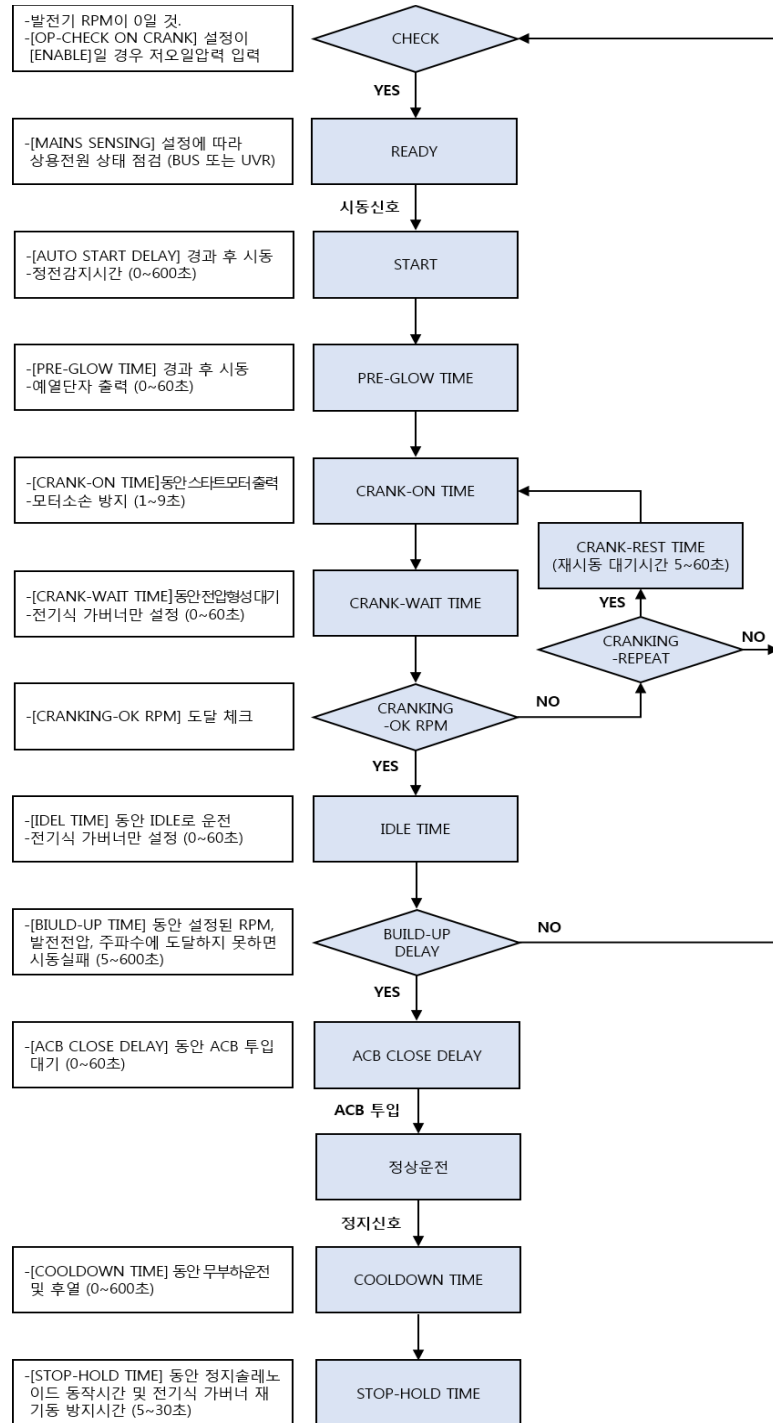 -발전기 RPM이 0일 것.
-[OP-CHECK ON CRANK] 설정이
[ENABLE]일 경우 저오일압력 입력
CHECK
YES
-[MAINS SENSING] 설정에 따라
상용전원 상태 점검 (BUS 또는 UVR)
READY
시동신호
-[AUTO START DELAY] 경과 후 시동
-정전감지시간 (0~600초)
START
-[PRE-GLOW TIME] 경과 후 시동
-예열단자 출력 (0~60초)
PRE-GLOW TIME
-[CRANK-ON TIME]동안 스타트모터 출력
-모터소손 방지 (1~9초)
CRANK-ON TIME
CRANK-REST TIME
(재시동 대기시간 5~60초)
-[CRANK-WAIT TIME]동안 전압형성 대기
-전기식 가버너만 설정 (0~60초)
CRANK-WAIT TIME
YES
CRANKING
-REPEAT
NO
-[CRANKING-OK RPM] 도달 체크
CRANKING
-OK RPM
NO
YES
-[IDEL TIME] 동안 IDLE로 운전
-전기식 가버너만 설정 (0~60초)
IDLE TIME
-[BIULD-UP TIME] 동안 설정된 RPM,
발전전압, 주파수에 도달하지 못하면
시동실패 (5~600초)
BUILD-UP
DELAY
NO
YES
-[ACB CLOSE DELAY] 동안 ACB 투입
대기 (0~60초)
ACB CLOSE DELAY
ACB 투입
정상운전
정지신호
-[COOLDOWN TIME] 동안 무부하운전
및 후열 (0~600초)
COOLDOWN TIME
-[STOP-HOLD TIME] 동안 정지솔레노
이드 동작시간 및 전기식 가버너 재
기동 방지시간 (5~30초)
STOP-HOLD TIME